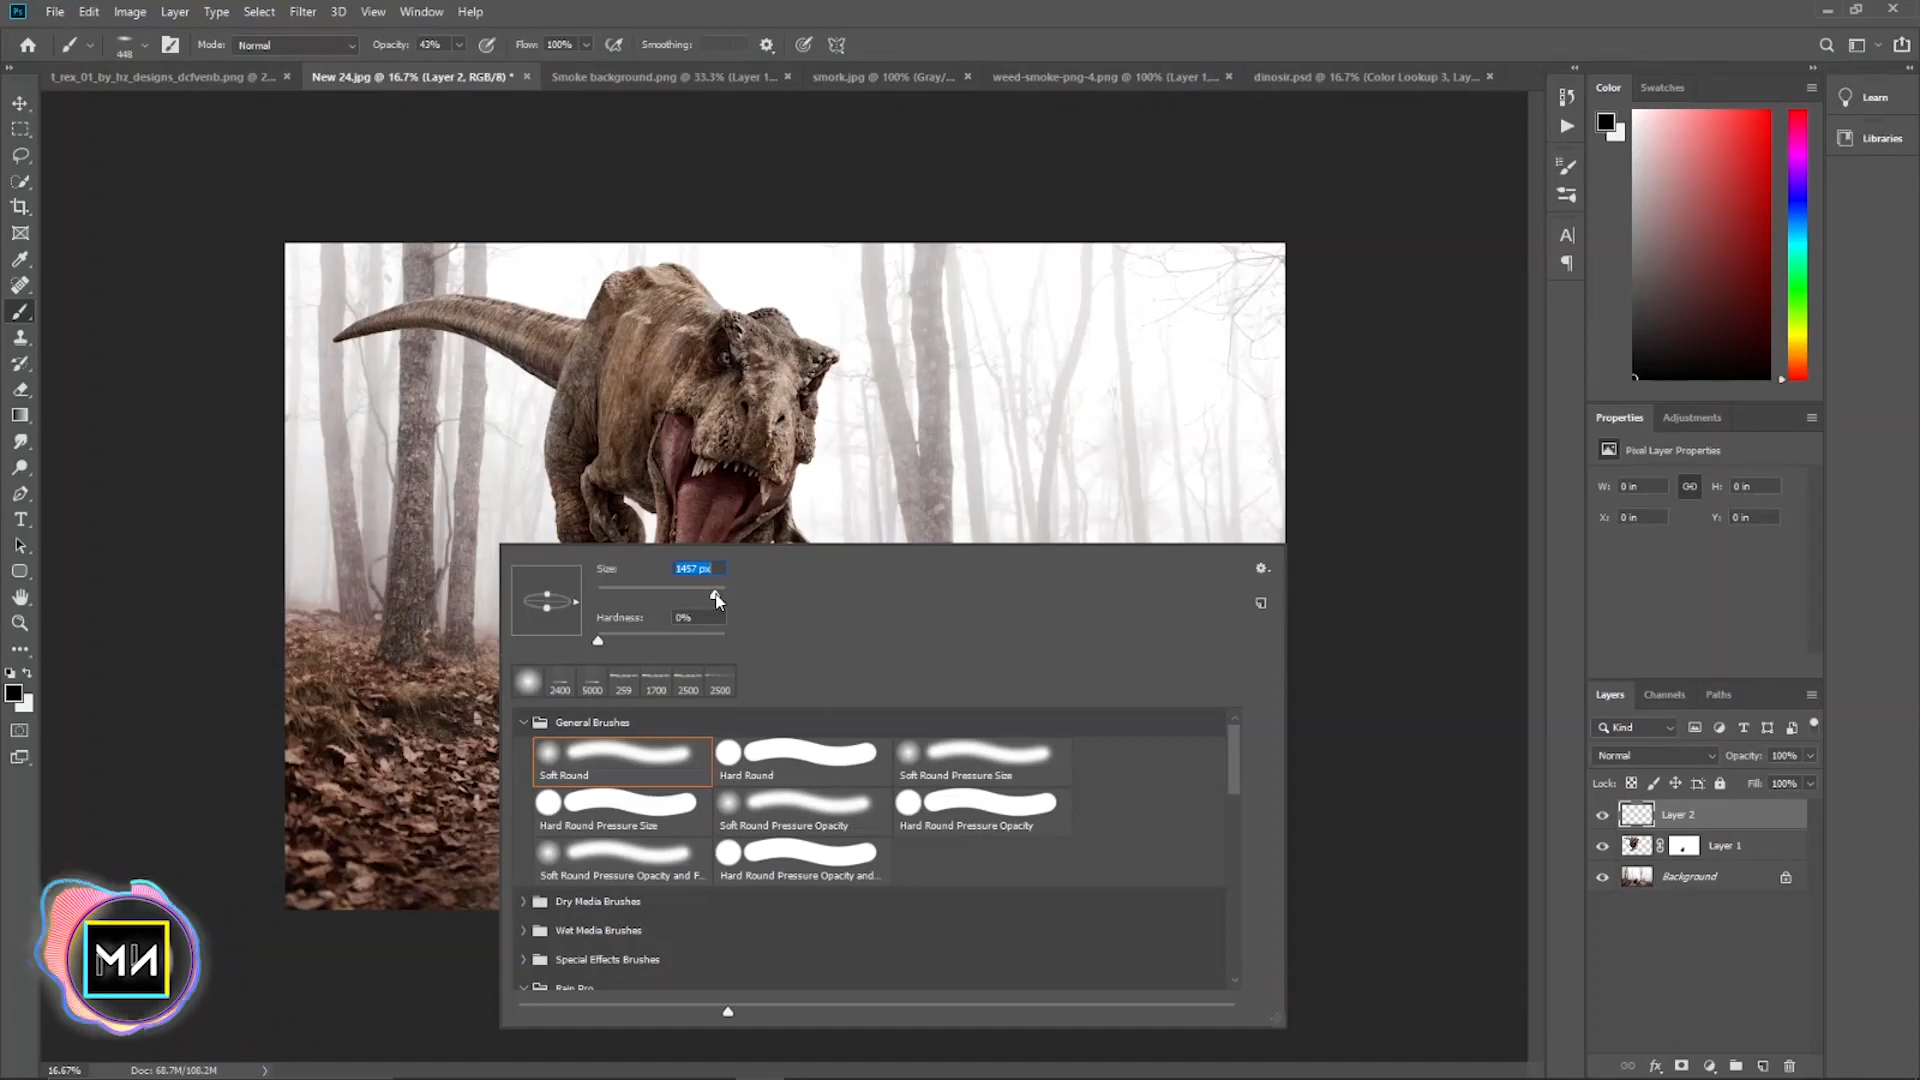 Ps File Edit Image Layer Type Select Filter 3D View Window Help
448 Mode: Normal Opacity: 43% Flow: 100% Smoothing:
t_rex_01_by_hz_designs_dcfvenb.png @ 2... × New 24.jpg @ 16.7% (Layer 2, RGB/8) * × Smoke background.png @ 33.3% (Layer 1... × smork.jpg @ 100% (Gray/... × weed-smoke-png-4.png @ 100% (Layer 1,... × dinosir.psd @ 16.7% (Color Lookup 3, Lay... ×
Color Swatches
Learn
Libraries
Properties Adjustments
Pixel Layer Properties
W: 0 in H: 0 in
X: 0 in Y: 0 in
Size: 1457 px
Hardness: 0%
2400 5000 259 1700 2500 2500
General Brushes
Soft Round Hard Round Soft Round Pressure Size
Hard Round Pressure Size Soft Round Pressure Opacity Hard Round Pressure Opacity
Soft Round Pressure Opacity and F... Hard Round Pressure Opacity and...
Dry Media Brushes
Wet Media Brushes
Special Effects Brushes
Rain Pro
Layers Channels Paths
Kind
Normal Opacity: 100%
Lock: Fill: 100%
Layer 2
Layer 1
Background
16.67% Doc: 68.7M/108.2M